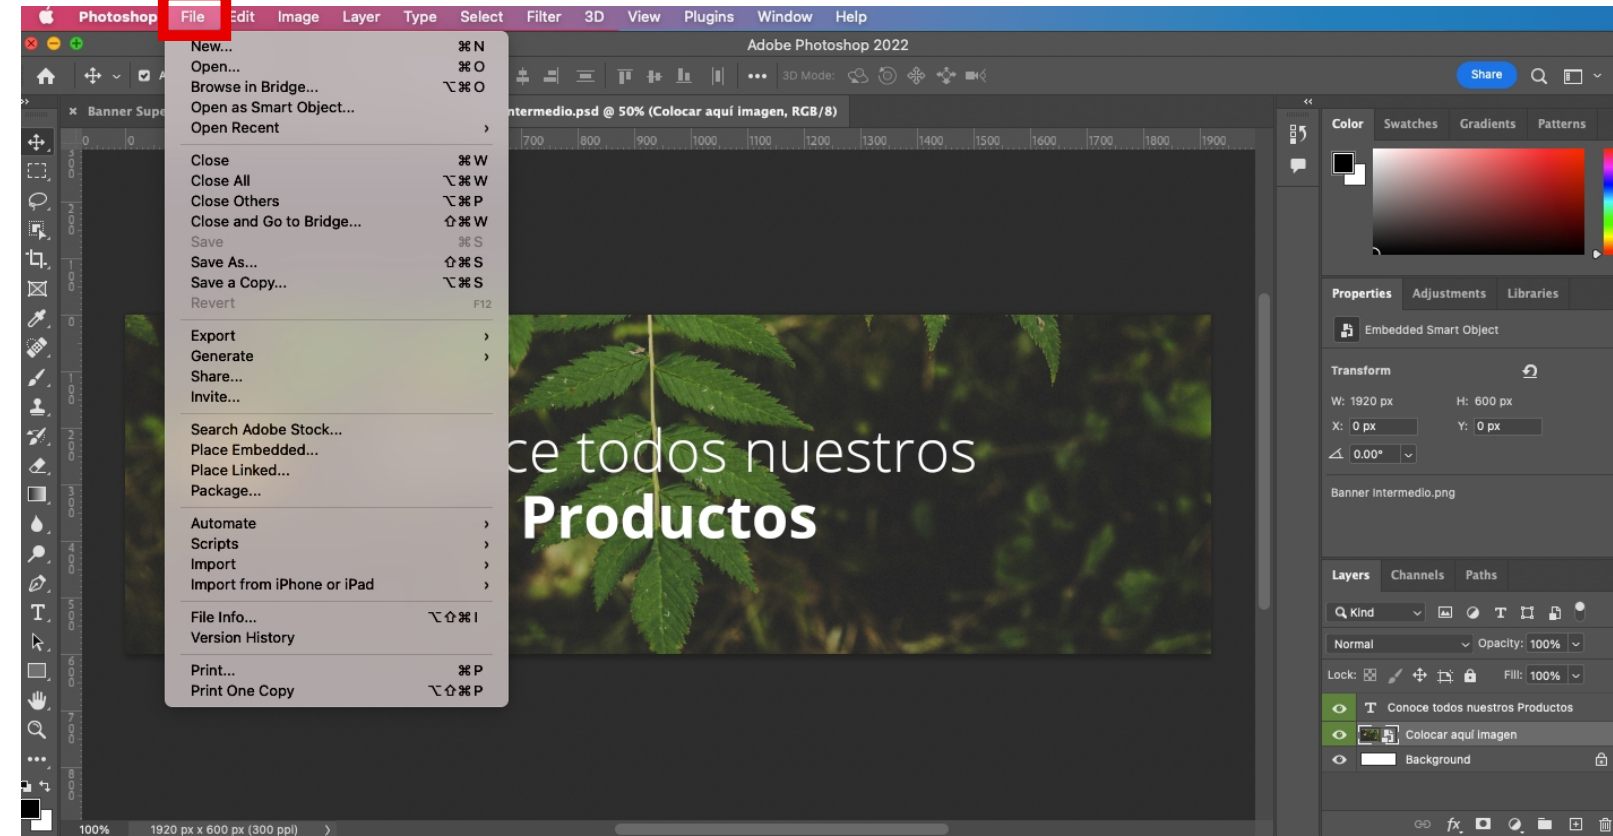 Photoshop File Edit Image Layer Type Select Filter 3D View Plugins Window Help
Adobe Photoshop 2022
3D Mode:
Share
Banner Supe
ntermedio.psd @ 50% (Colocar aquí imagen, RGB/8)
0 0 700 800 900 1000 1100 1200 1300 1400 1500 1600 1700 1800 1900
New... ⌘ N
Open... ⌘ O
Browse in Bridge... ⌥ ⌘ O
Open as Smart Object...
Open Recent ›
Close ⌘ W
Close All ⌥ ⌘ W
Close Others ⌥ ⌘ P
Close and Go to Bridge... ⇧ ⌘ W
Save ⌘ S
Save As... ⇧ ⌘ S
Save a Copy... ⌥ ⌘ S
Revert F12
Export ›
Generate ›
Share...
Invite...
Search Adobe Stock...
Place Embedded...
Place Linked...
Package...
Automate ›
Scripts ›
Import ›
Import from iPhone or iPad ›
File Info... ⌥ ⇧ ⌘ I
Version History
Print... ⌘ P
Print One Copy ⌥ ⇧ ⌘ P
ce todos nuestros
Productos
Color Swatches Gradients Patterns
Properties Adjustments Libraries
Embedded Smart Object
Transform
W: 1920 px H: 600 px
X: 0 px Y: 0 px
0.00°
Banner Intermedio.png
Layers Channels Paths
Kind
Normal Opacity: 100%
Lock: Fill: 100%
T Conoce todos nuestros Productos
Colocar aquí imagen
Background
fx
100% 1920 px x 600 px (300 ppi)